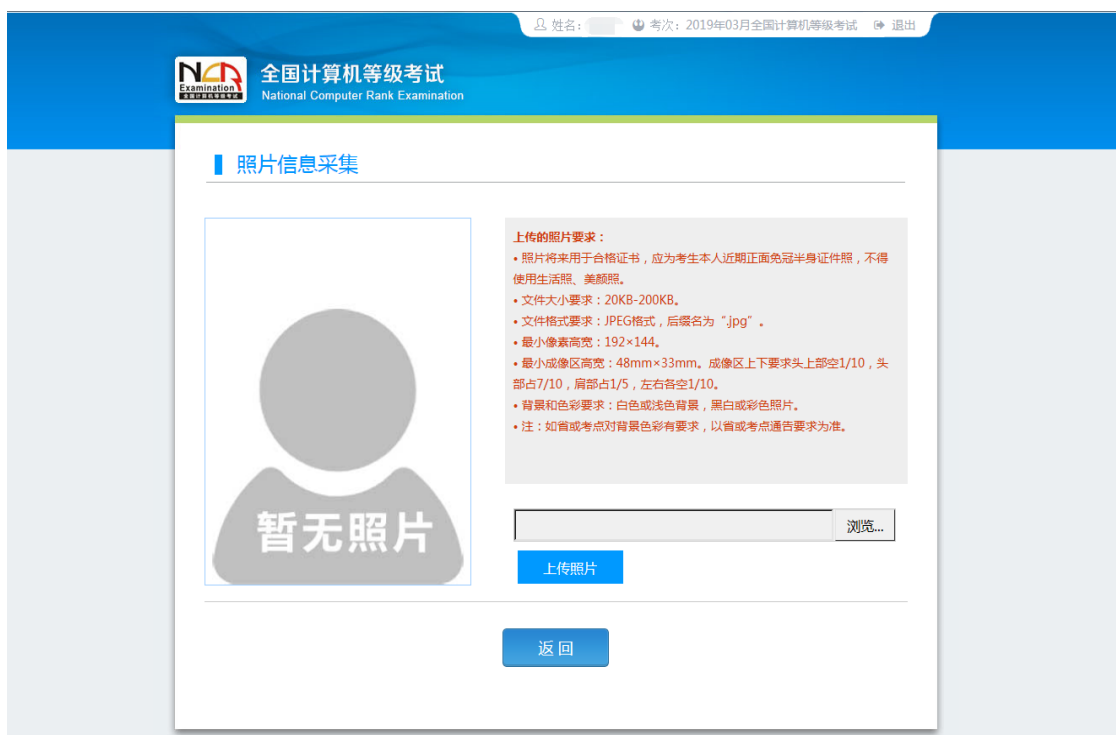 姓名：
考次：2019年03月全国计算机等级考试
退出
NCR
Examination
全国计算机等级考试
全国计算机等级考试
National Computer Rank Examination
照片信息采集
暂无照片
上传的照片要求：
• 照片将来用于合格证书，应为考生本人近期正面免冠半身证件照，不得
使用生活照、美颜照。
• 文件大小要求：20KB-200KB。
• 文件格式要求：JPEG格式，后缀名为“.jpg”。
• 最小像素高宽：192×144。
• 最小成像区高宽：48mm×33mm。成像区上下要求头上部空1/10，头
部占7/10，肩部占1/5，左右各空1/10。
• 背景和色彩要求：白色或浅色背景，黑白或彩色照片。
• 注：如省或考点对背景色彩有要求，以省或考点通告要求为准。
浏览...
上传照片
返回